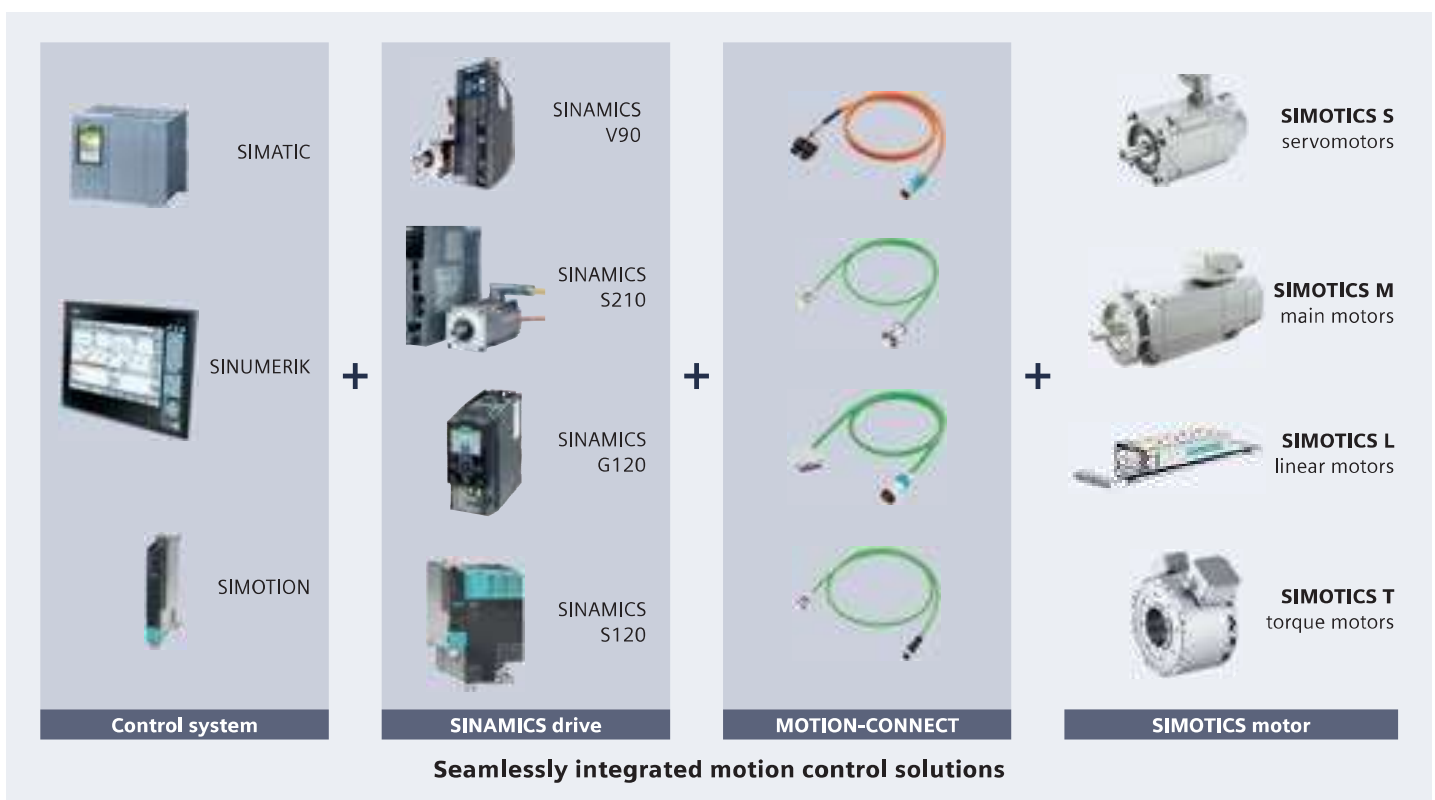 SIMATIC
SINUMERIK
SIMOTION
Control system
+
SINAMICS
V90
SINAMICS
S210
SINAMICS
G120
SINAMICS
S120
SINAMICS drive
+
MOTION-CONNECT
+
SIMOTICS S
servomotors
SIMOTICS M
main motors
SIMOTICS L
linear motors
SIMOTICS T
torque motors
SIMOTICS motor
Seamlessly integrated motion control solutions